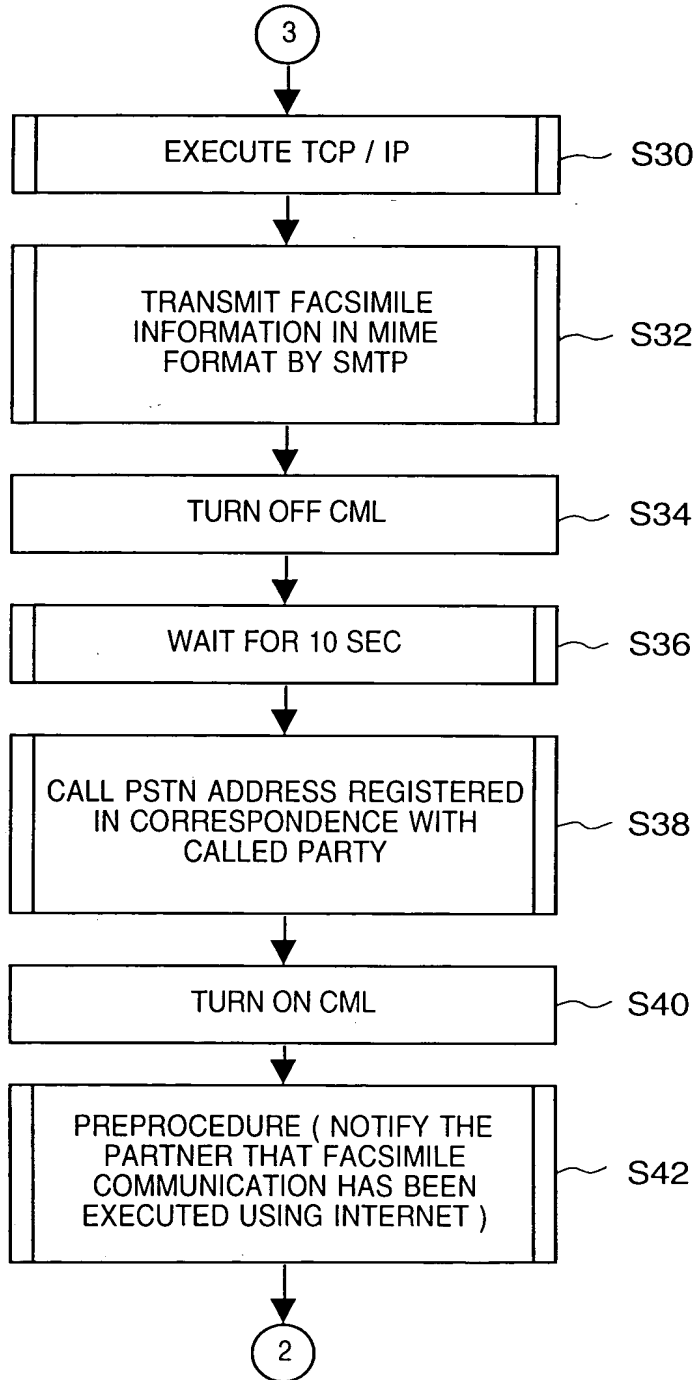 3
EXECUTE TCP / IP
S30
TRANSMIT FACSIMILE
INFORMATION IN MIME
FORMAT BY SMTP
S32
TURN OFF CML
S34
WAIT FOR 10 SEC
S36
CALL PSTN ADDRESS REGISTERED
IN CORRESPONDENCE WITH
CALLED PARTY
S38
TURN ON CML
S40
PREPROCEDURE ( NOTIFY THE
PARTNER THAT FACSIMILE
COMMUNICATION HAS BEEN
EXECUTED USING INTERNET )
S42
2